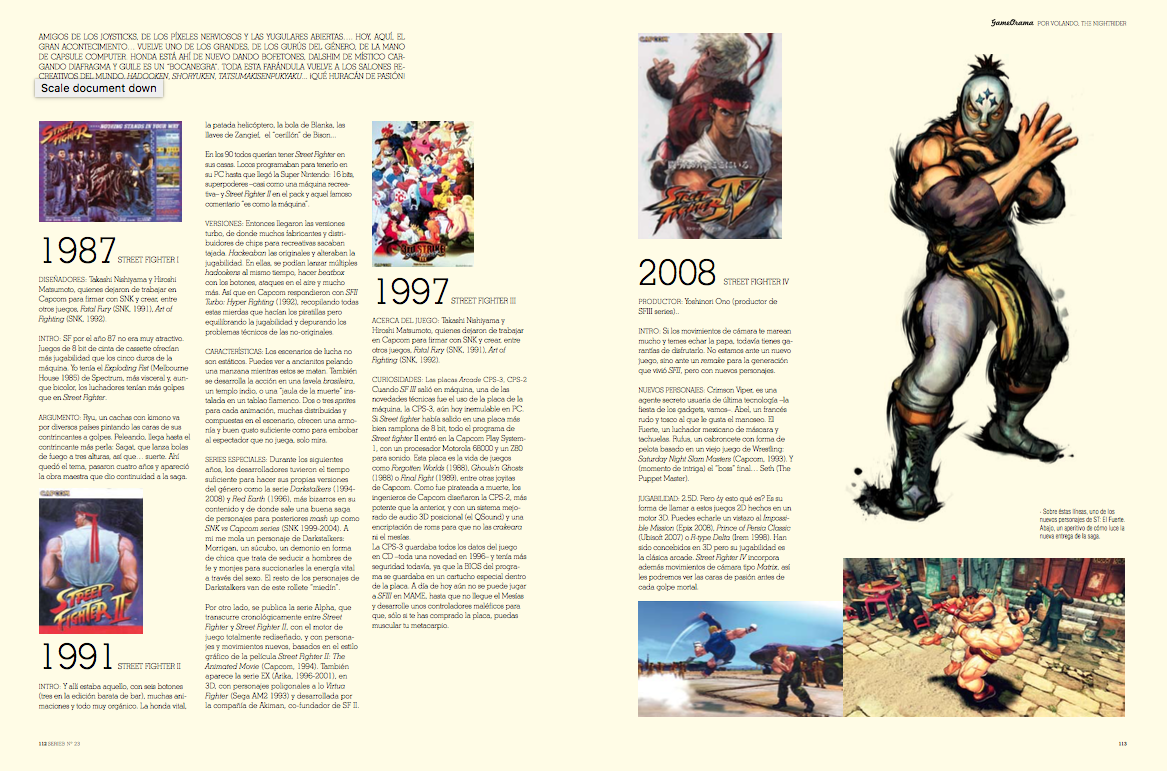 GameOrama POR VOLANDO, THE NIGHTRIDER
AMIGOS DE LOS JOYSTICKS, DE LOS PÍXELES NERVIOSOS Y LAS YUGULARES ABIERTAS.... HOY, AQUÍ, EL
GRAN ACONTECIMIENTO... VUELVE UNO DE LOS GRANDES, DE LOS GURÚS DEL GÉNERO, DE LA MANO
DE CAPSULE COMPUTER. HONDA ESTÁ AHÍ DE NUEVO DANDO BOFETONES, DALSHIM DE MÍSTICO CAR-
GANDO DIAFRAGMA Y GUILE ES UN "BOCANEGRA". TODA ESTA FARÁNDULA VUELVE A LOS SALONES RE-
CREATIVOS DEL MUNDO. HADOOKEN, SHORYUKEN, TATSUMAKISENPUKYAKU... ¡QUÉ HURACÁN DE PASIÓN!
Scale document down
STREET FIGHTER
1987 STREET FIGHTER I
DISEÑADORES: Takashi Nishiyama y Hiroshi
Matsumoto, quienes dejaron de trabajar en
Capcom para firmar con SNK y crear, entre
otros juegos, Fatal Fury (SNK, 1991), Art of
Fighting (SNK, 1992).
INTRO: SF por el año 87 no era muy atractivo.
Juegos de 8 bit de cinta de cassete ofrecían
más jugabilidad que los cinco duros de la
máquina. Yo tenía el Exploding Fist (Melbourne
House 1985) de Spectrum, más visceral y, aun-
que bicolor, los luchadores tenían más golpes
que en Street Fighter.
ARGUMENTO: Ryu, un cachas con kimono va
por diversos países pintando las caras de sus
contrincantes a golpes. Peleando, llega hasta el
contrincante más perla: Sagat, que lanza bolas
de fuego a tres alturas, así que... suerte. Ahí
quedó el tema, pasaron cuatro años y apareció
la obra maestra que dio continuidad a la saga.
CAPCOM
STREET FIGHTER II
1991 STREET FIGHTER II
INTRO: Y allí estaba aquello, con seis botones
(tres en la edición barata de bar), muchas ani-
maciones y todo muy orgánico. La honda vital,
la patada helicóptero, la bola de Blanka, las
llaves de Zangief, el "cerillón" de Bison...
En los 90 todos querían tener Street Fighter en
sus casas. Locos programaban para tenerlo en
su PC hasta que llegó la Super Nintendo: 16 bits,
superpoderes –casi como una máquina recrea-
tiva– y Street Fighter II en el pack y aquel famoso
comentario "es como la máquina".
VERSIONES: Entonces llegaron las versiones
turbo, de donde muchos fabricantes y distri-
buidores de chips para recreativas sacaban
tajada. Hackeaban las originales y alteraban la
jugabilidad. En ellas, se podían lanzar múltiples
hadookens al mismo tiempo, hacer beatbox
con los botones, ataques en el aire y mucho
más. Así que en Capcom respondieron con SFII
Turbo: Hyper Fighting (1992), recopilando todas
estas mierdas que hacían los piratillas pero
equilibrando la jugabilidad y depurando los
problemas técnicos de las no-originales.
CARACTERÍSTICAS: Los escenarios de lucha no
son estáticos. Puedes ver a ancianitos pelando
una manzana mientras estos se matan. También
se desarrolla la acción en una favela brasileira,
un templo indio, o una "jaula de la muerte" ins-
talada en un tablao flamenco. Dos o tres sprites
para cada animación, muchas distribuidas y
compuestas en el escenario, ofrecen una armo-
nía y buen gusto suficiente como para embobar
al espectador que no juega, solo mira.
SERIES ESPECIALES: Durante los siguientes
años, los desarrolladores tuvieron el tiempo
suficiente para hacer sus propias versiones
del género como la serie Darkstalkers (1994-
2008) y Red Earth (1996), más bizarros en su
contenido y de donde sale una buena saga
de personajes para posteriores mash up como
SNK vs Capcom series (SNK 1999-2004). A
mi me mola un personaje de Darkstalkers:
Morrigan, un súcubo, un demonio en forma
de chica que trata de seducir a hombres de
fe y monjes para succionarles la energía vital
a través del sexo. El resto de los personajes de
Darkstalkers van de este rollete "miedín".
Por otro lado, se publica la serie Alpha, que
transcurre cronológicamente entre Street
Fighter y Street Fighter II, con el motor de
juego totalmente rediseñado, y con persona-
jes y movimientos nuevos, basados en el estilo
gráfico de la película Street Fighter II: The
Animated Movie (Capcom, 1994). También
aparece la serie EX (Arika, 1996-2001), en
3D, con personajes poligonales a lo Virtua
Fighter (Sega AM2 1993) y desarrollada por
la compañía de Akiman, co-fundador de SF II.
3rd STRIKE
1997 STREET FIGHTER III
ACERCA DEL JUEGO: Takashi Nishiyama y
Hiroshi Matsumoto, quienes dejaron de trabajar
en Capcom para firmar con SNK y crear, entre
otros juegos, Fatal Fury (SNK, 1991), Art of
Fighting (SNK, 1992).
CURIOSIDADES: Las placas Arcade CPS-3, CPS-2
Cuando SF III salió en máquina, una de las
novedades técnicas fue el uso de la placa de la
máquina, la CPS-3, aún hoy inemulable en PC.
Si Street fighter había salido en una placa más
bien ramplona de 8 bit, todo el programa de
Street fighter II entró en la Capcom Play System-
1, con un procesador Motorola 68000 y un Z80
para sonido. Esta placa es la vida de juegos
como Forgotten Worlds (1988), Ghouls'n Ghosts
(1988) o Final Fight (1989), entre otras joyitas
de Capcom. Como fue pirateada a muerte, los
ingenieros de Capcom diseñaron la CPS-2, más
potente que la anterior, y con un sistema mejo-
rado de audio 3D posicional (el QSound) y una
encriptación de roms para que no las crakeara
ni el mesías.
La CPS-3 guardaba todos los datos del juego
en CD –toda una novedad en 1996– y tenía más
seguridad todavía, ya que la BIOS del progra-
ma se guardaba en un cartucho especial dentro
de la placa. A día de hoy aún no se puede jugar
a SFIII en MAME, hasta que no llegue el Mesías
y desarrolle unos controladores maléficos para
que, sólo si te has comprado la placa, puedas
muscular tu metacarpio.
CAPCOM
STREET FIGHTER IV
2008 STREET FIGHTER IV
PRODUCTOR: Yoshinori Ono (productor de
SFIII series)..
INTRO: Si los movimientos de cámara te marean
mucho y temes echar la papa, todavía tienes ga-
rantías de disfrutarlo. No estamos ante un nuevo
juego, sino ante un remake para la generación
que vivió SFII, pero con nuevos personajes.
NUEVOS PERSONAJES: Crimson Viper, es una
agente secreto usuaria de última tecnología –la
fiesta de los gadgets, vamos–. Abel, un francés
rudo y tosco al que le gusta el manoseo. El
Fuerte, un luchador mexicano de máscara y
tachuelas. Rufus, un cabroncete con forma de
pelota basado en un viejo juego de Wrestling:
Saturday Night Slam Masters (Capcom, 1993). Y
(momento de intriga) el "boss" final... Seth (The
Puppet Master).
JUGABILIDAD: 2.5D. Pero ¿y esto qué es? Es su
forma de llamar a estos juegos 2D hechos en un
motor 3D. Puedes echarle un vistazo al Impossi-
ble Mission (Epix 2008), Prince of Persia Classic
(Ubisoft 2007) o R-type Delta (Irem 1998). Han
sido concebidos en 3D pero su jugabilidad es
la clásica arcade. Street Fighter IV incorpora
además movimientos de cámara tipo Matrix, así
les podremos ver las caras de pasión antes de
cada golpe mortal.
- Sobre éstas líneas, uno de los
nuevos personajes de ST: El Fuerte.
Abajo, un aperitivo de cómo luce la
nueva entrega de la saga.
112 SERIES Nº 23
113